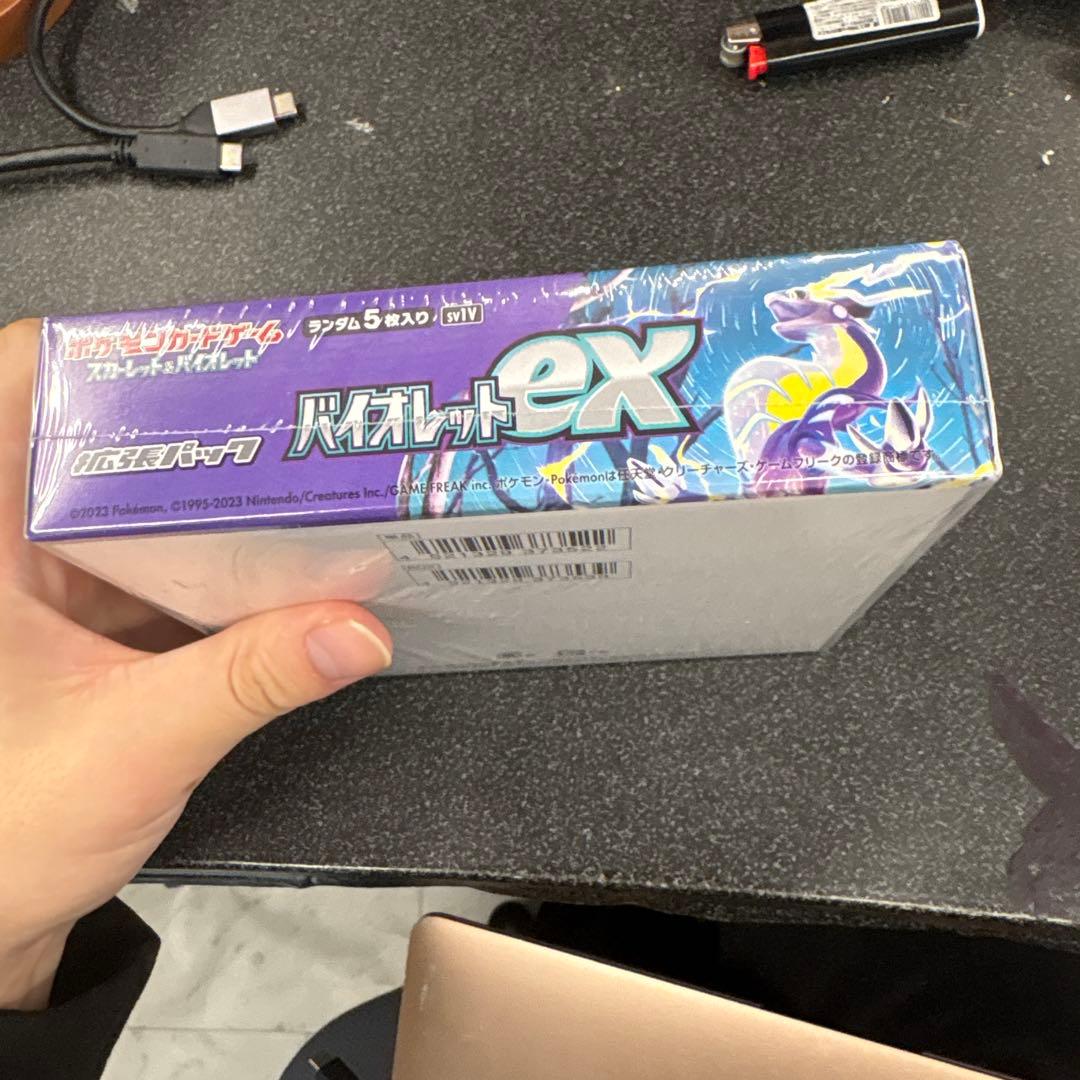 ポケモンカードゲーム
スカーレット&バイオレット
ランダム5枚入り
SV1V
バイオレットex
拡張パック
©2023 Pokémon. ©1995-2023 Nintendo/Creatures Inc./GAME FREAK inc. ポケモン・Pokémonは任天堂・クリーチャーズ・ゲームフリークの登録商標です。